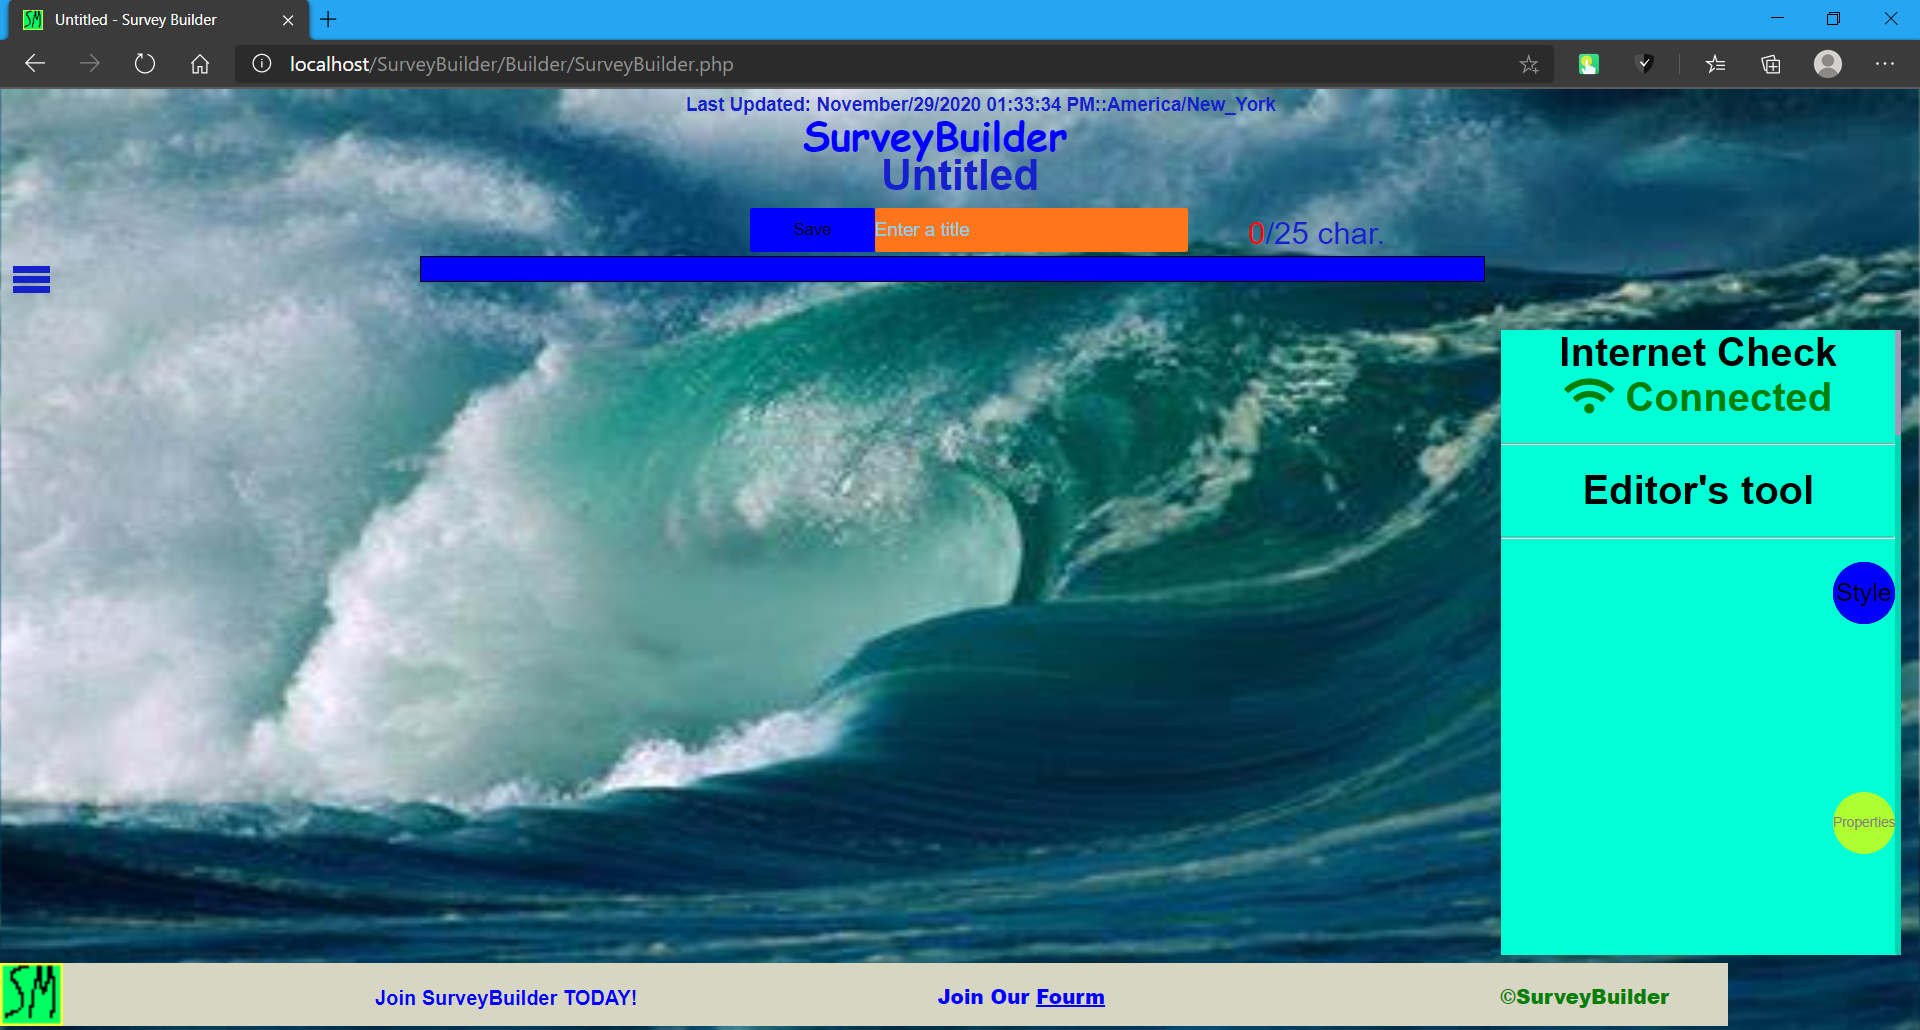 SM Untitled - Survey Builder
localhost/SurveyBuilder/Builder/SurveyBuilder.php
Last Updated: November/29/2020 01:33:34 PM::America/New_York
SurveyBuilder
Untitled
Save Enter a title 0/25 char.
Internet Check
Connected
Editor's tool
Style
Properties
SM Join SurveyBuilder TODAY! Join Our Fourm ©SurveyBuilder